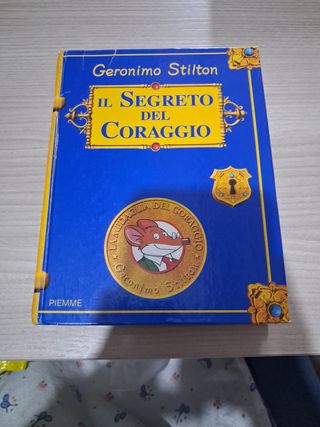 Geronimo Stilton
IL SEGRETO
DEL
CORAGGIO
• LA MEDAGLIA DEL CORAGGIO •
Geronimo Stilton
PIEMME